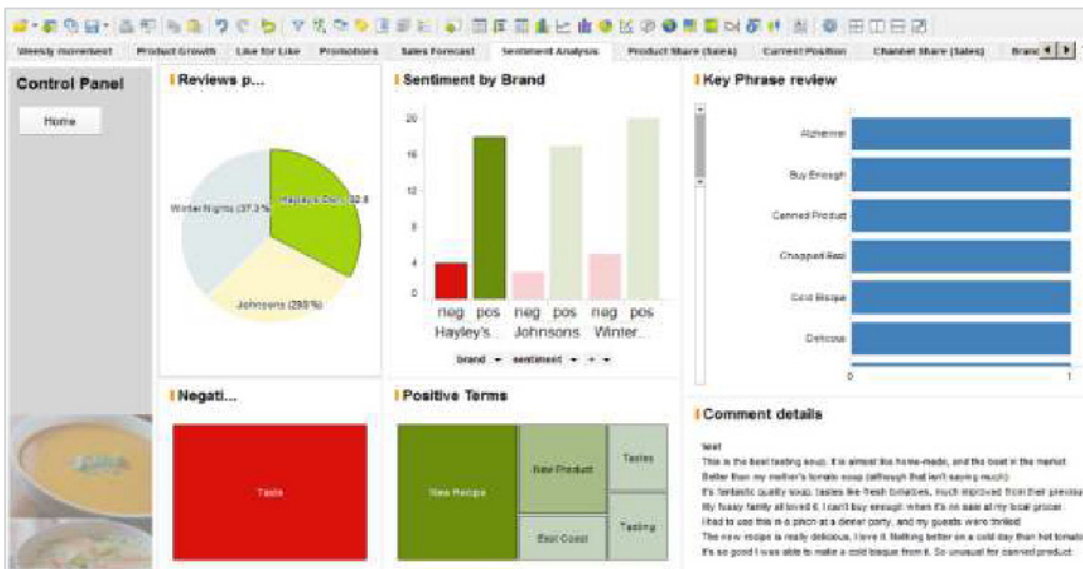 Weekly movement Product Growth Like for Like Promotions Sales Forecast Sentiment Analysis Product Share (Sales) Current Position Channel Share (Sales) Brand
Control Panel
Home
Reviews p...
Winter Nights (37.3 %
Hayley's
Johnsons
Sentiment by Brand
20
16
12
8
4
0
neg pos neg pos neg pos
Hayley's.. Johnsons Winter...
brand sentiment +
Key Phrase review
Alzheimer
Buy Enough
Canned Product
Chopped Basil
Cold Bisque
Delicious
0 1
Negati...
Taste
Positive Terms
New Recipe
New Product
East Coast
Tastes
Tasting
Comment details
text
This is the best tasting soup, it is almost like home-made, and the best in the market
Better than my mother's tomato soup (although that isn't saying much)
It's fantastic quality soup, tastes like fresh tomatoes, much improved from their previous
My fussy family all loved it, I can't buy enough when it's on sale at my local grocer
I had to use this in a pinch at a dinner party, and my guests were thrilled
The new recipe is really delicious, I love it. Nothing better on a cold day than hot tomato
It's so good I was able to make a cold bisque from it. So unusual for canned product